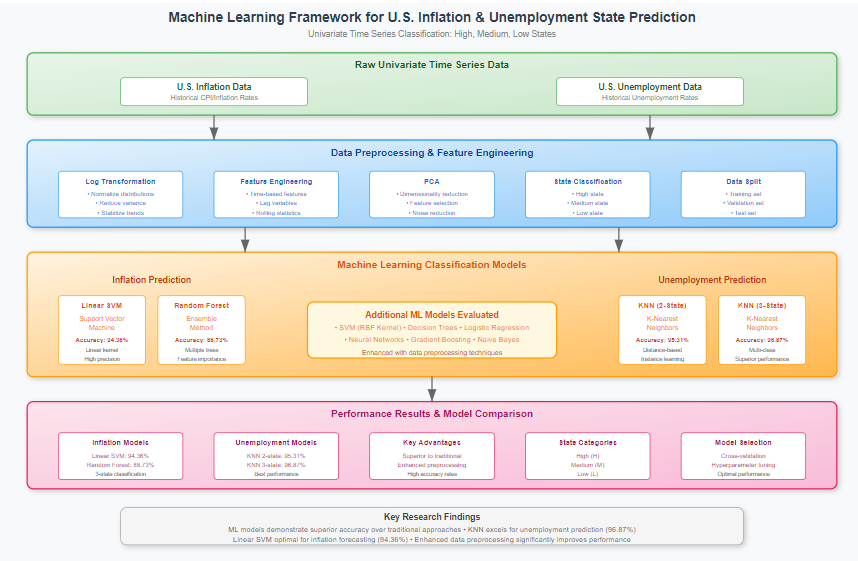 Machine Learning Framework for U.S. Inflation & Unemployment State Prediction
Univariate Time Series Classification: High, Medium, Low States
Raw Univariate Time Series Data
U.S. Inflation Data
Historical CPI/Inflation Rates
U.S. Unemployment Data
Historical Unemployment Rates
Data Preprocessing & Feature Engineering
Log Transformation
• Normalize distributions
• Reduce variance
• Stabilize trends
Feature Engineering
• Time-based features
• Lag variables
• Rolling statistics
PCA
• Dimensionality reduction
• Feature selection
• Noise reduction
State Classification
• High state
• Medium state
• Low state
Data Split
• Training set
• Validation set
• Test set
Machine Learning Classification Models
Inflation Prediction
Linear SVM
Support Vector
Machine
Accuracy: 94.36%
Linear kernel
High precision
Random Forest
Ensemble
Method
Accuracy: 88.73%
Multiple trees
Feature importance
Additional ML Models Evaluated
• SVM (RBF Kernel) • Decision Trees • Logistic Regression
• Neural Networks • Gradient Boosting • Naive Bayes
Enhanced with data preprocessing techniques
Unemployment Prediction
KNN (2-State)
K-Nearest
Neighbors
Accuracy: 95.31%
Distance-based
Instance learning
KNN (3-State)
K-Nearest
Neighbors
Accuracy: 96.87%
Multi-class
Superior performance
Performance Results & Model Comparison
Inflation Models
Linear SVM: 94.36%
Random Forest: 88.73%
3-state classification
Unemployment Models
KNN 2-state: 95.31%
KNN 3-state: 96.87%
Best performance
Key Advantages
Superior to traditional
Enhanced preprocessing
High accuracy rates
State Categories
High (H)
Medium (M)
Low (L)
Model Selection
Cross-validation
Hyperparameter tuning
Optimal performance
Key Research Findings
ML models demonstrate superior accuracy over traditional approaches • KNN excels for unemployment prediction (96.87%)
Linear SVM optimal for inflation forecasting (94.36%) • Enhanced data preprocessing significantly improves performance